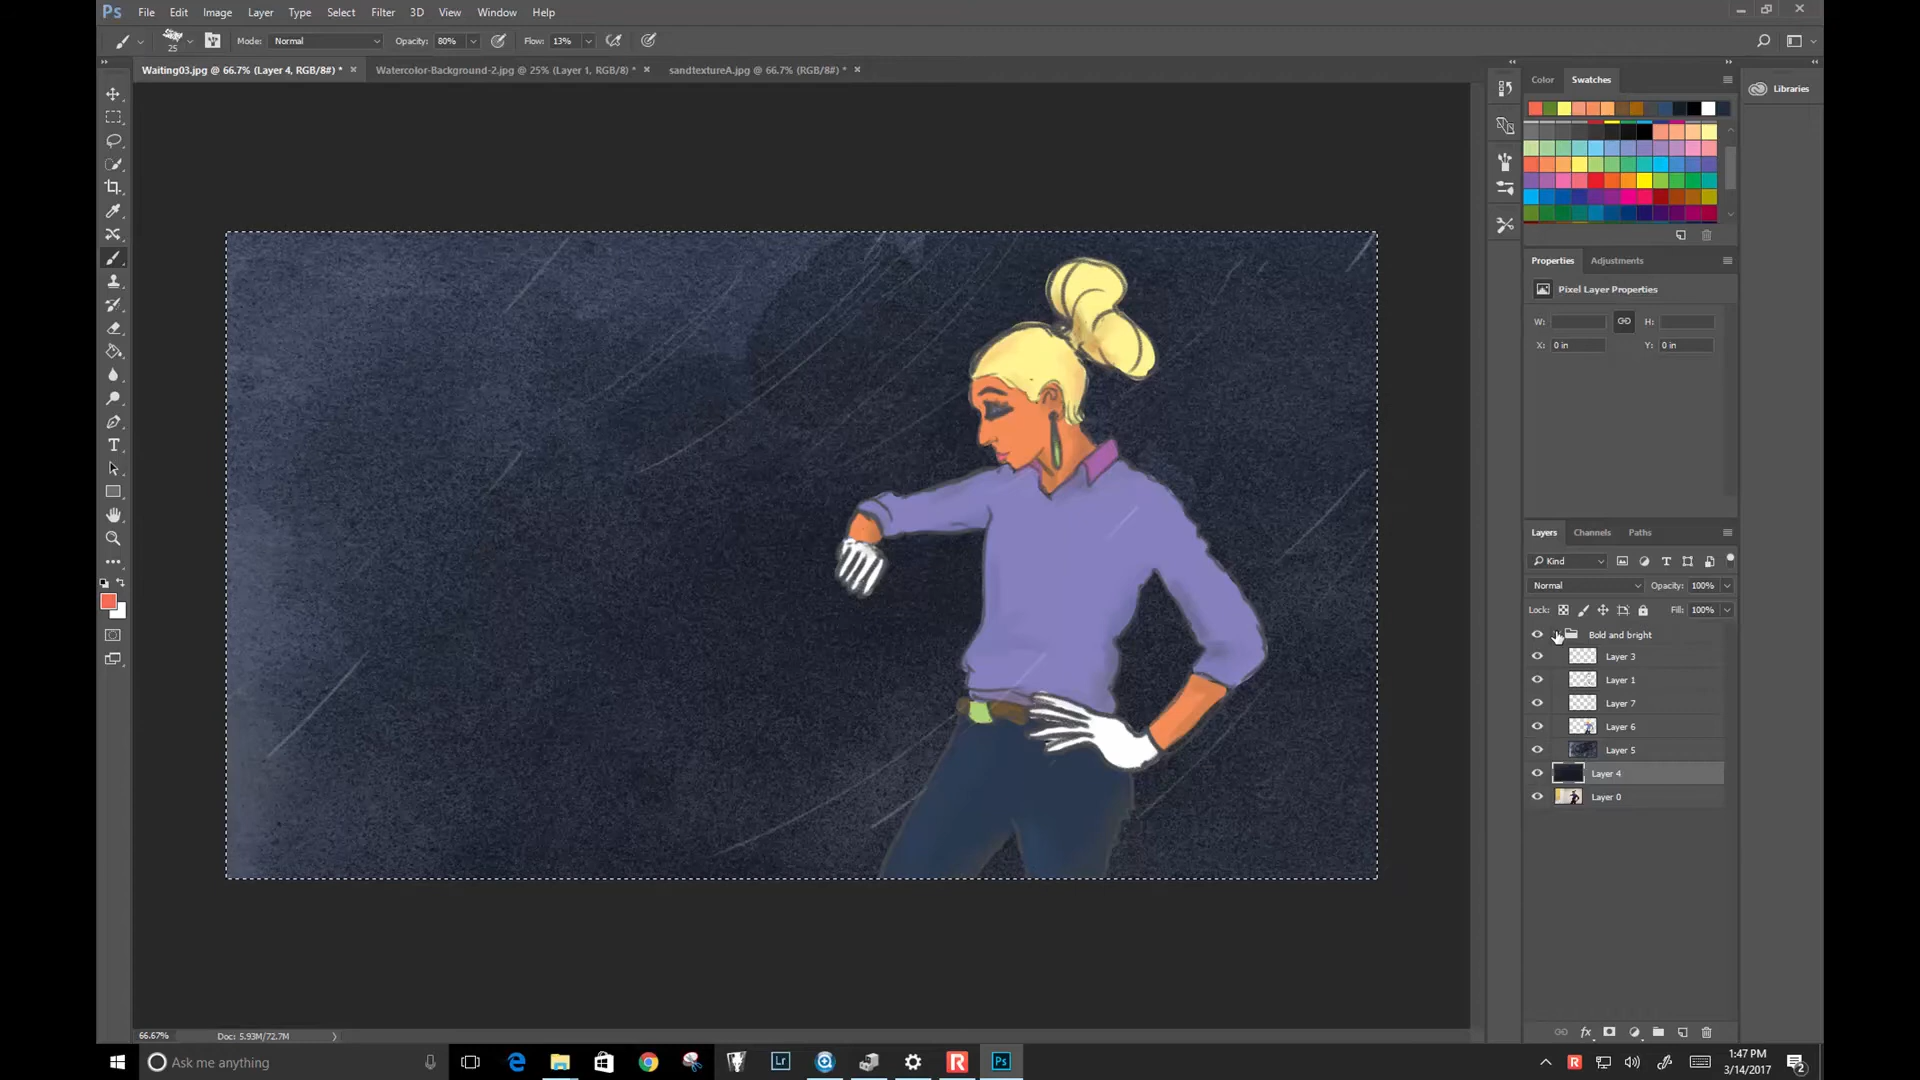 Ps File Edit Image Layer Type Select Filter 3D View Window Help
25 Mode: Normal Opacity: 80% Flow: 13%
Waiting03.jpg @ 66.7% (Layer 4, RGB/8#) * Watercolor-Background-2.jpg @ 25% (Layer 1, RGB/8) * sandtextureA.jpg @ 66.7% (RGB/8#) *
Color Swatches
Libraries
Properties Adjustments
Pixel Layer Properties
W: H:
X: 0 in Y: 0 in
Layers Channels Paths
Kind
Normal Opacity: 100%
Lock: Fill: 100%
Bold and bright
Layer 3
Layer 1
Layer 7
Layer 6
Layer 5
Layer 4
Layer 0
66.67% Doc: 5.93M/72.7M
Ask me anything
Lr
R
Ps
R
1:47 PM
3/14/2017
2